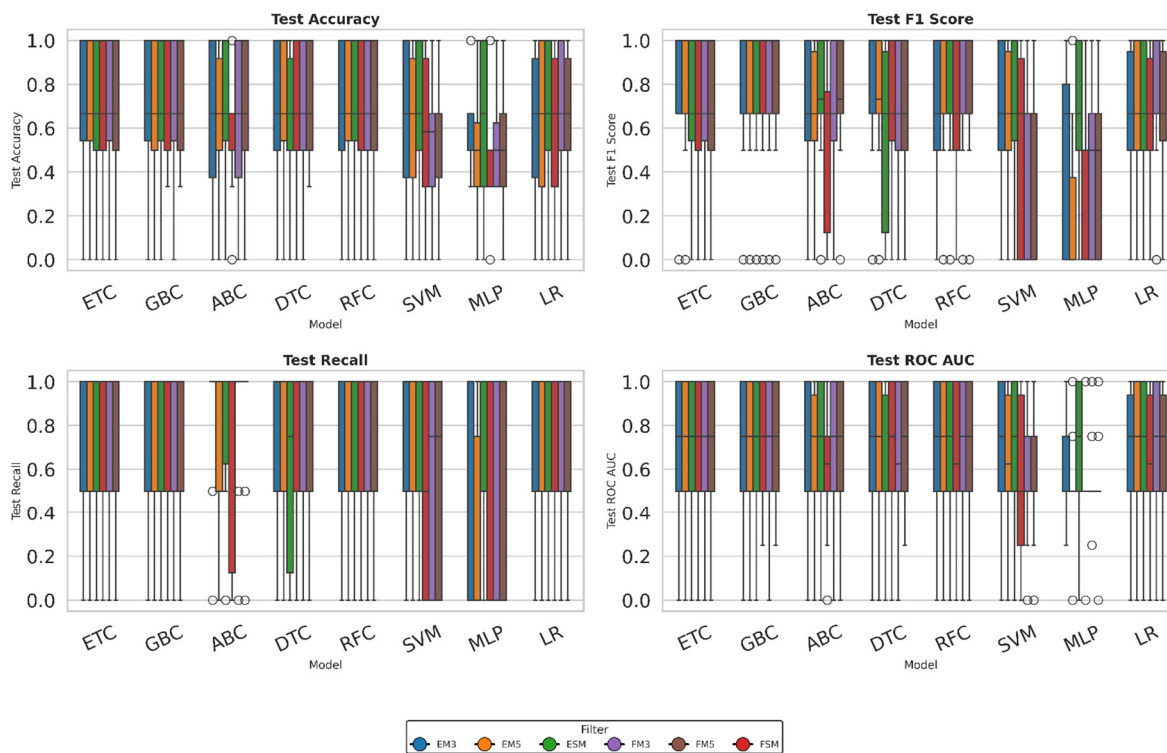 Test Accuracy
Test Accuracy
1.0
0.8
0.6
0.4
0.2
0.0
ETC GBC ABC DTC RFC SVM MLP LR
Model
Test F1 Score
Test F1 Score
1.0
0.8
0.6
0.4
0.2
0.0
ETC GBC ABC DTC RFC SVM MLP LR
Model
Test Recall
Test Recall
1.0
0.8
0.6
0.4
0.2
0.0
ETC GBC ABC DTC RFC SVM MLP LR
Model
Test ROC AUC
Test ROC AUC
1.0
0.8
0.6
0.4
0.2
0.0
ETC GBC ABC DTC RFC SVM MLP LR
Model
Filter
EM3 EM5 ESM FM3 FM5 FSM